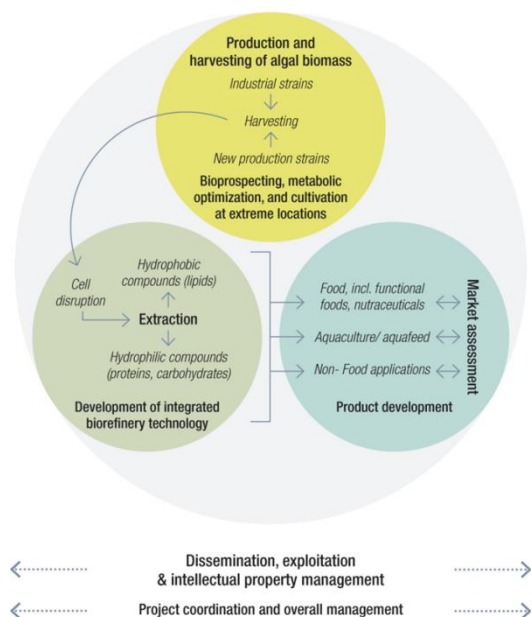 Production and
harvesting of algal biomass
Industrial strains
Harvesting
New production strains
Bioprospecting, metabolic
optimization, and cultivation
at extreme locations
Hydrophobic
compounds (lipids)
Cell
disruption
Extraction
Hydrophilic compounds
(proteins, carbohydrates)
Development of integrated
biorefinery technology
Food, incl. functional
foods, nutraceuticals
Aquaculture/ aquafeed
Non- Food applications
Market assessment
Product development
Dissemination, exploitation
& intellectual property management
Project coordination and overall management